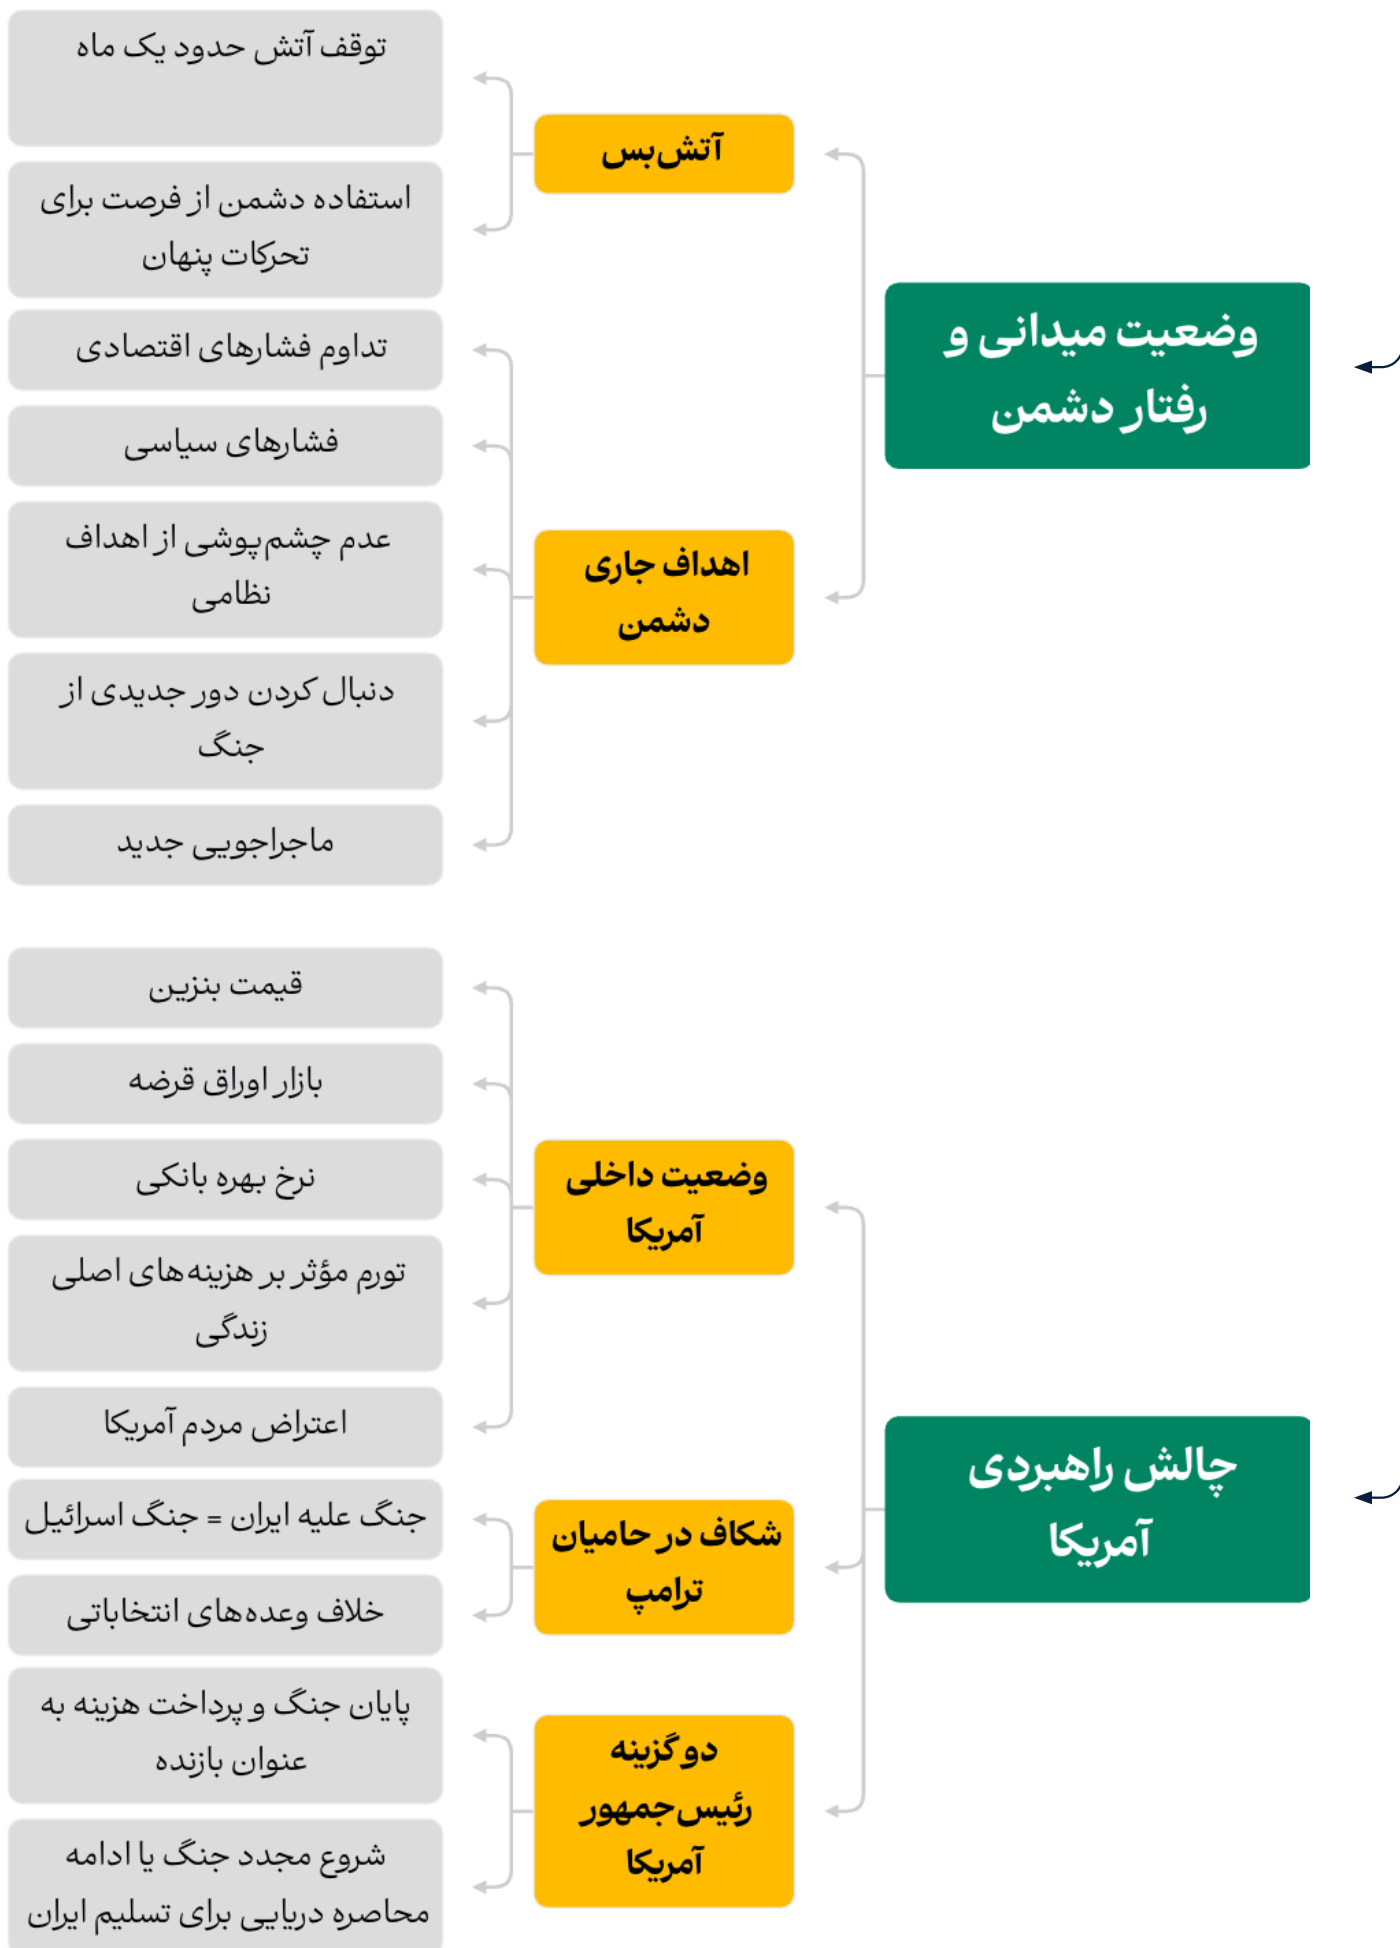 وضعیت میدانی و
رفتار دشمن
آتش‌بس
توقف آتش حدود یک ماه
استفاده دشمن از فرصت برای
تحرکات پنهان
اهداف جاری
دشمن
تداوم فشارهای اقتصادی
فشارهای سیاسی
عدم چشم‌پوشی از اهداف
نظامی
دنبال کردن دور جدیدی از
جنگ
ماجراجویی جدید
چالش راهبردی
آمریکا
وضعیت داخلی
آمریکا
قیمت بنزین
بازار اوراق قرضه
نرخ بهره بانکی
تورم مؤثر بر هزینه‌های اصلی
زندگی
اعتراض مردم آمریکا
شکاف در حامیان
ترامپ
جنگ علیه ایران = جنگ اسرائیل
خلاف وعده‌های انتخاباتی
دو گزینه
رئیس‌جمهور
آمریکا
پایان جنگ و پرداخت هزینه به
عنوان بازنده
شروع مجدد جنگ یا ادامه
محاصره دریایی برای تسلیم ایران